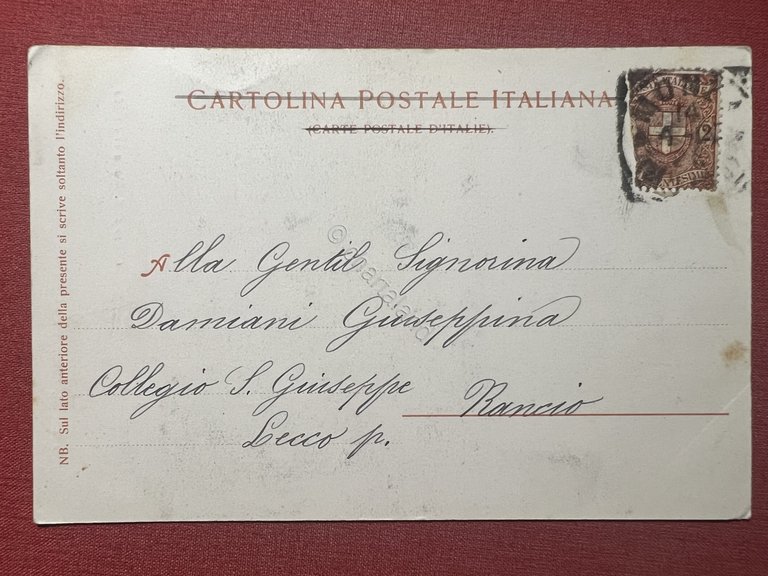 CARTOLINA POSTALE ITALIANA.
(CARTE POSTALE D'ITALIE).
Alla Gentil Signorina
Damiani Giuseppina
Collegio S. Giuseppe Rancio
Lecco p.
NB. Sul lato anteriore della presente si scrive soltanto l'indirizzo.